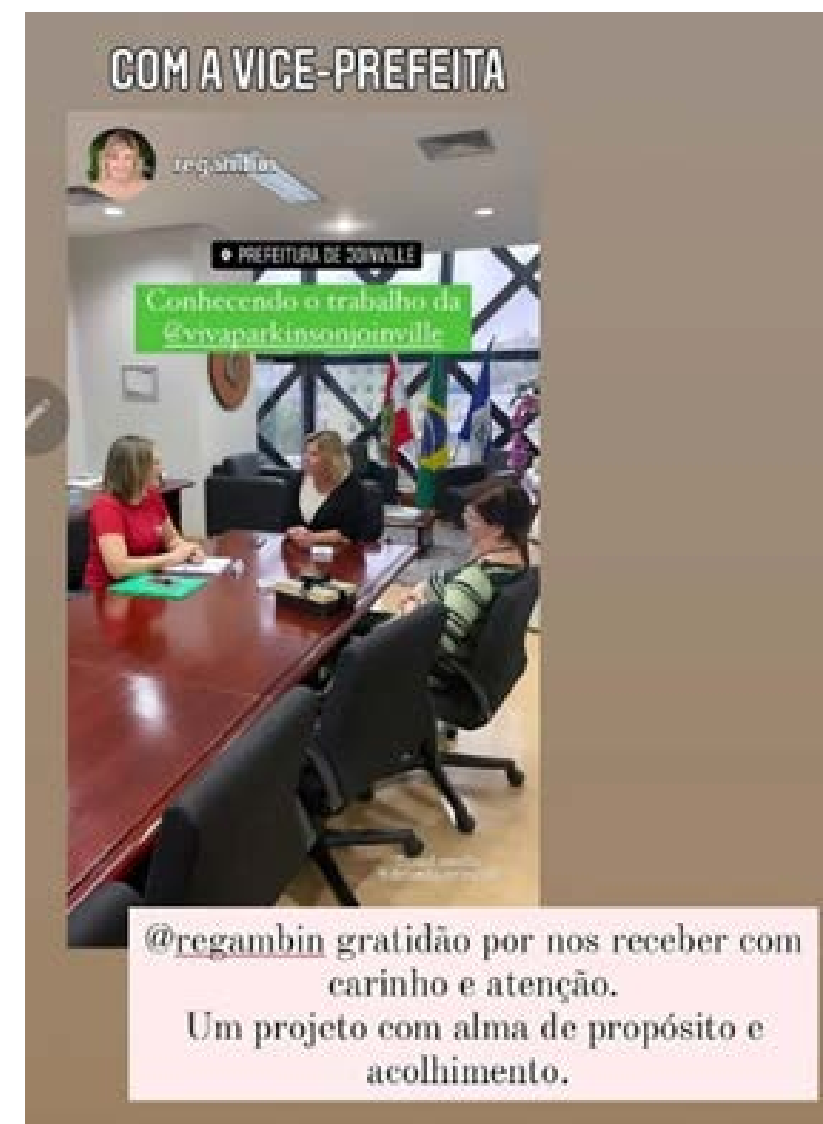 COM A VICE-PREFEITA
regambin
PREFEITURA DE JOINVILLE
Conhecendo o trabalho da
@vivaparkinsonjoinville
@regambin gratidão por nos receber com
carinho e atenção.
Um projeto com alma de propósito e
acolhimento.